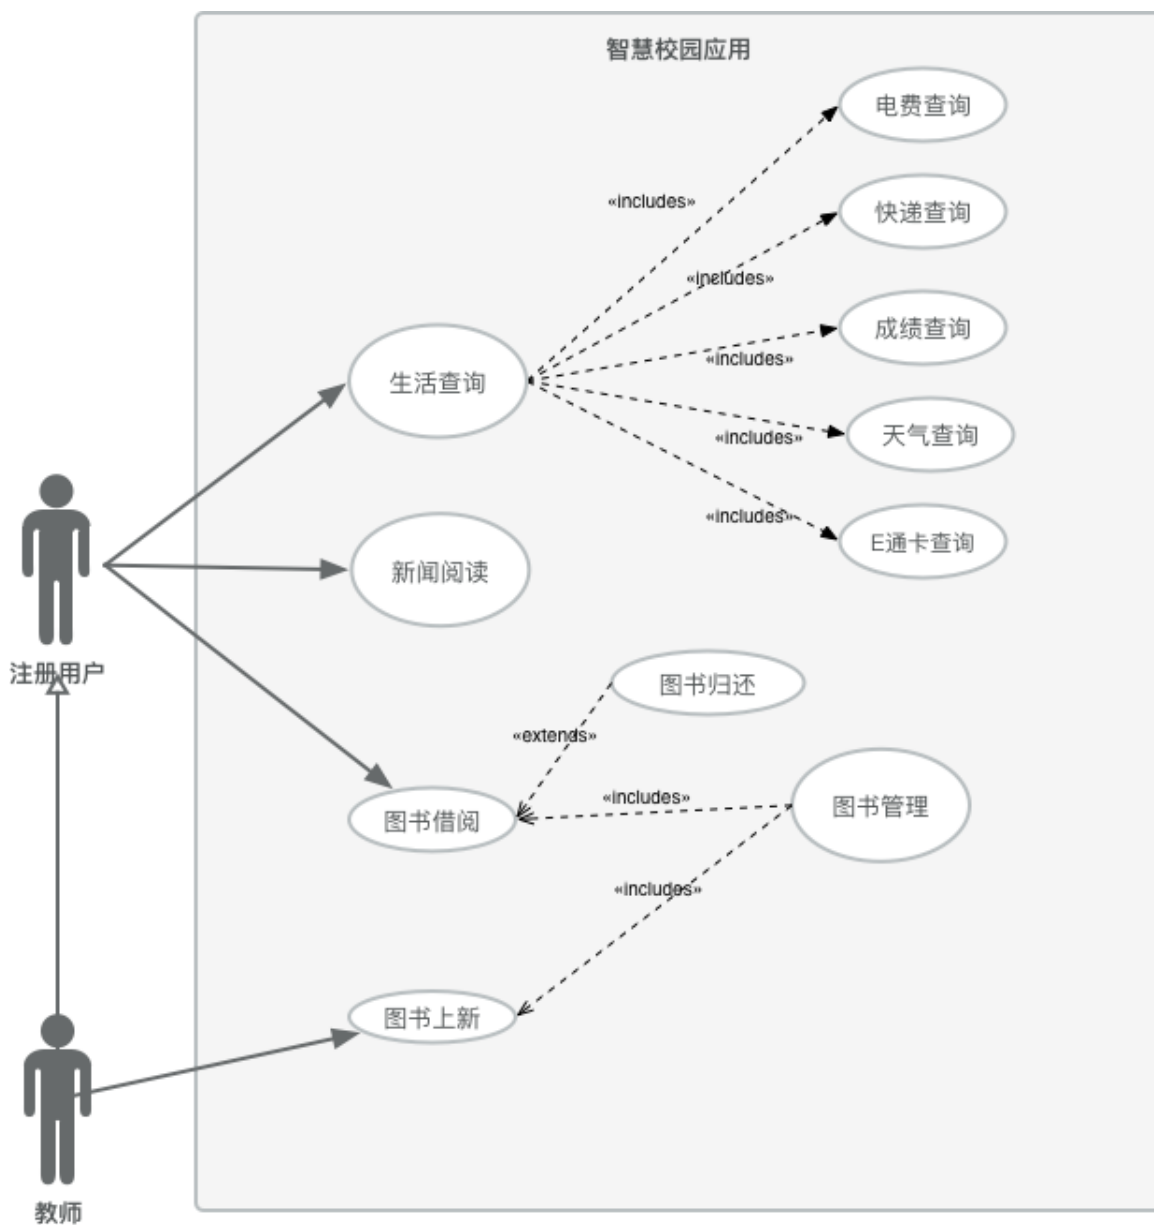 智慧校园应用
电费查询
«includes»
快递查询
«includes»
成绩查询
«includes»
生活查询
天气查询
«includes»
«includes»
E通卡查询
新闻阅读
注册用户
图书归还
«extends»
«includes»
图书管理
图书借阅
«includes»
图书上新
教师